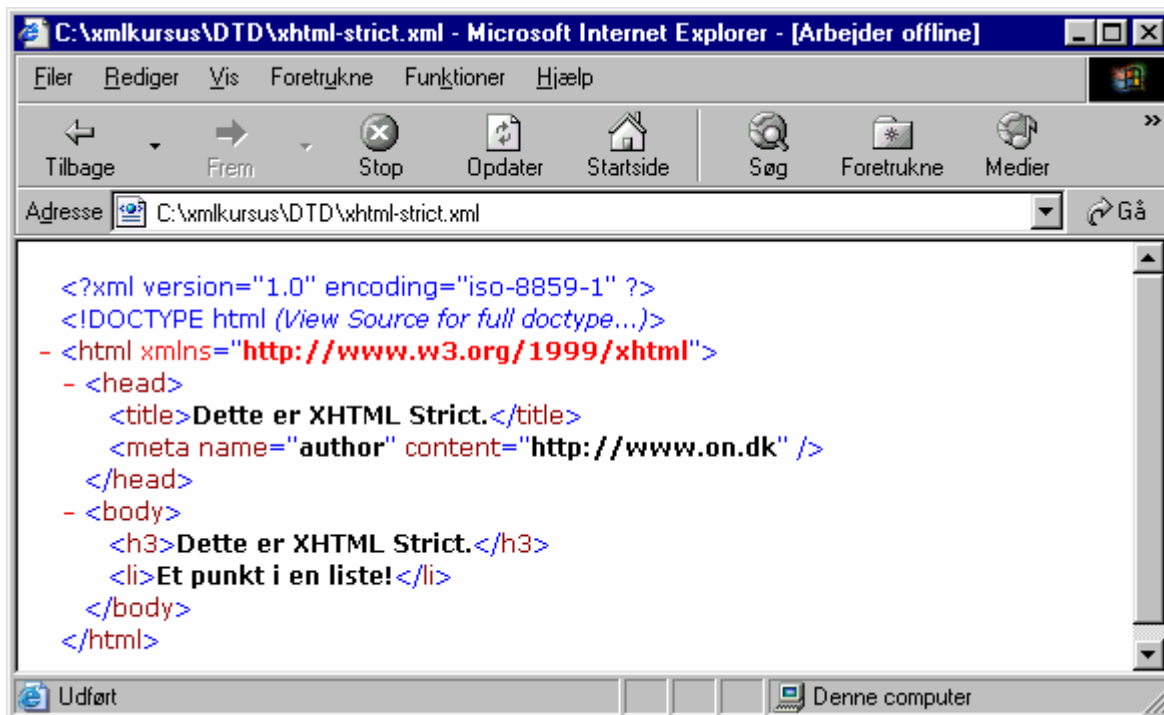 C:\xmlkursus\DTD\xhtml-strict.xml - Microsoft Internet Explorer - [Arbejder offline]
Filer Rediger Vis Foretrukne Funktioner Hjælp
Tilbage Frem Stop Opdater Startside Søg Foretrukne Medier »
Adresse C:\xmlkursus\DTD\xhtml-strict.xml Gå
<?xml version="1.0" encoding="iso-8859-1" ?>
<!DOCTYPE html (View Source for full doctype...)>
- <html xmlns="http://www.w3.org/1999/xhtml">
- <head>
<title>Dette er XHTML Strict.</title>
<meta name="author" content="http://www.on.dk" />
</head>
- <body>
<h3>Dette er XHTML Strict.</h3>
<li>Et punkt i en liste!</li>
</body>
</html>
Udført Denne computer